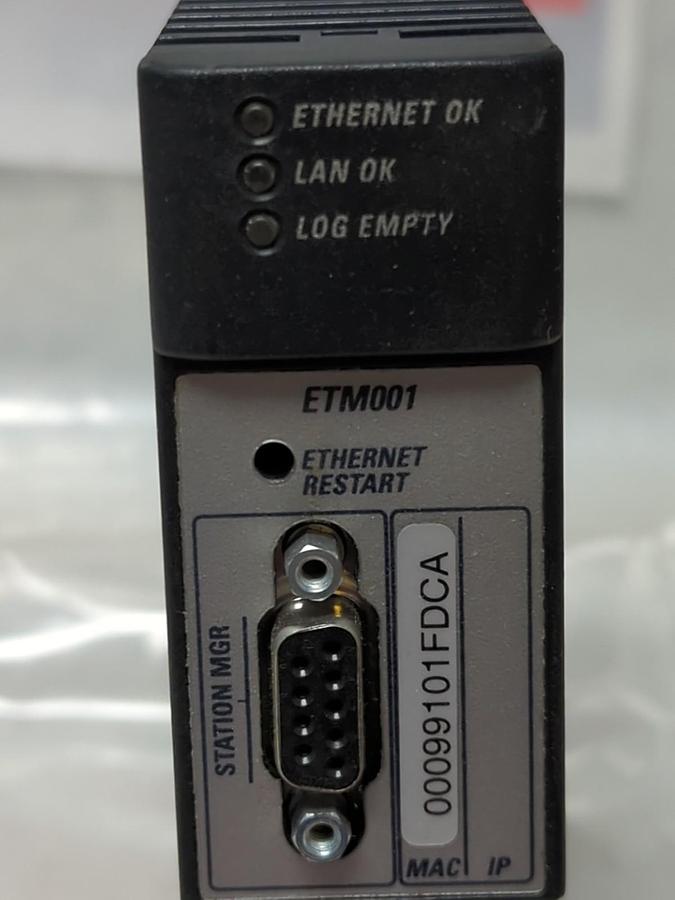 ETHERNET OK
LAN OK
LOG EMPTY
ETM001
ETHERNET
RESTART
STATION MGR
00099101FDCA
MAC
IP